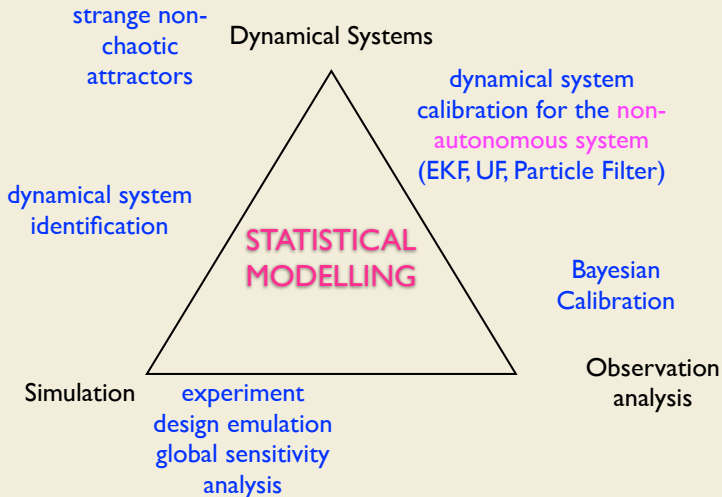 strange non-
chaotic
attractors
Dynamical Systems
dynamical system
calibration for the non-
autonomous system
(EKF, UF, Particle Filter)
dynamical system
identification
STATISTICAL
MODELLING
Bayesian
Calibration
Simulation
experiment
design emulation
global sensitivity
analysis
Observation
analysis